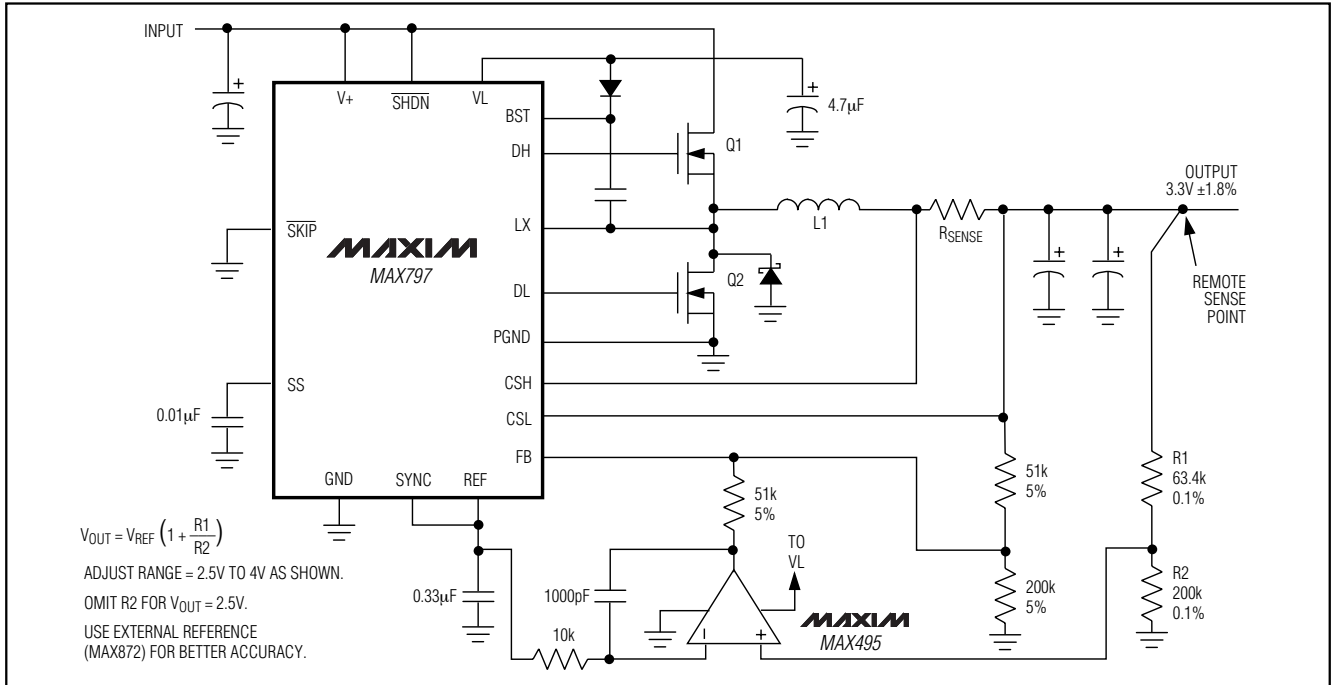 INPUT
V+
SHDN
VL
BST
DH
4.7µF
Q1
OUTPUT
3.3V ±1.8%
SKIP
MAXIM
MAX797
LX
L1
RSENSE
DL
Q2
REMOTE
SENSE
POINT
PGND
CSH
SS
0.01µF
CSL
FB
GND
SYNC
REF
51k
5%
51k
5%
R1
63.4k
0.1%
VOUT = VREF (1 + R1/R2)
ADJUST RANGE = 2.5V TO 4V AS SHOWN.
OMIT R2 FOR VOUT = 2.5V.
USE EXTERNAL REFERENCE
(MAX872) FOR BETTER ACCURACY.
0.33µF
1000pF
TO
VL
200k
5%
R2
200k
0.1%
10k
I
+
MAXIM
MAX495
+
+
+
+